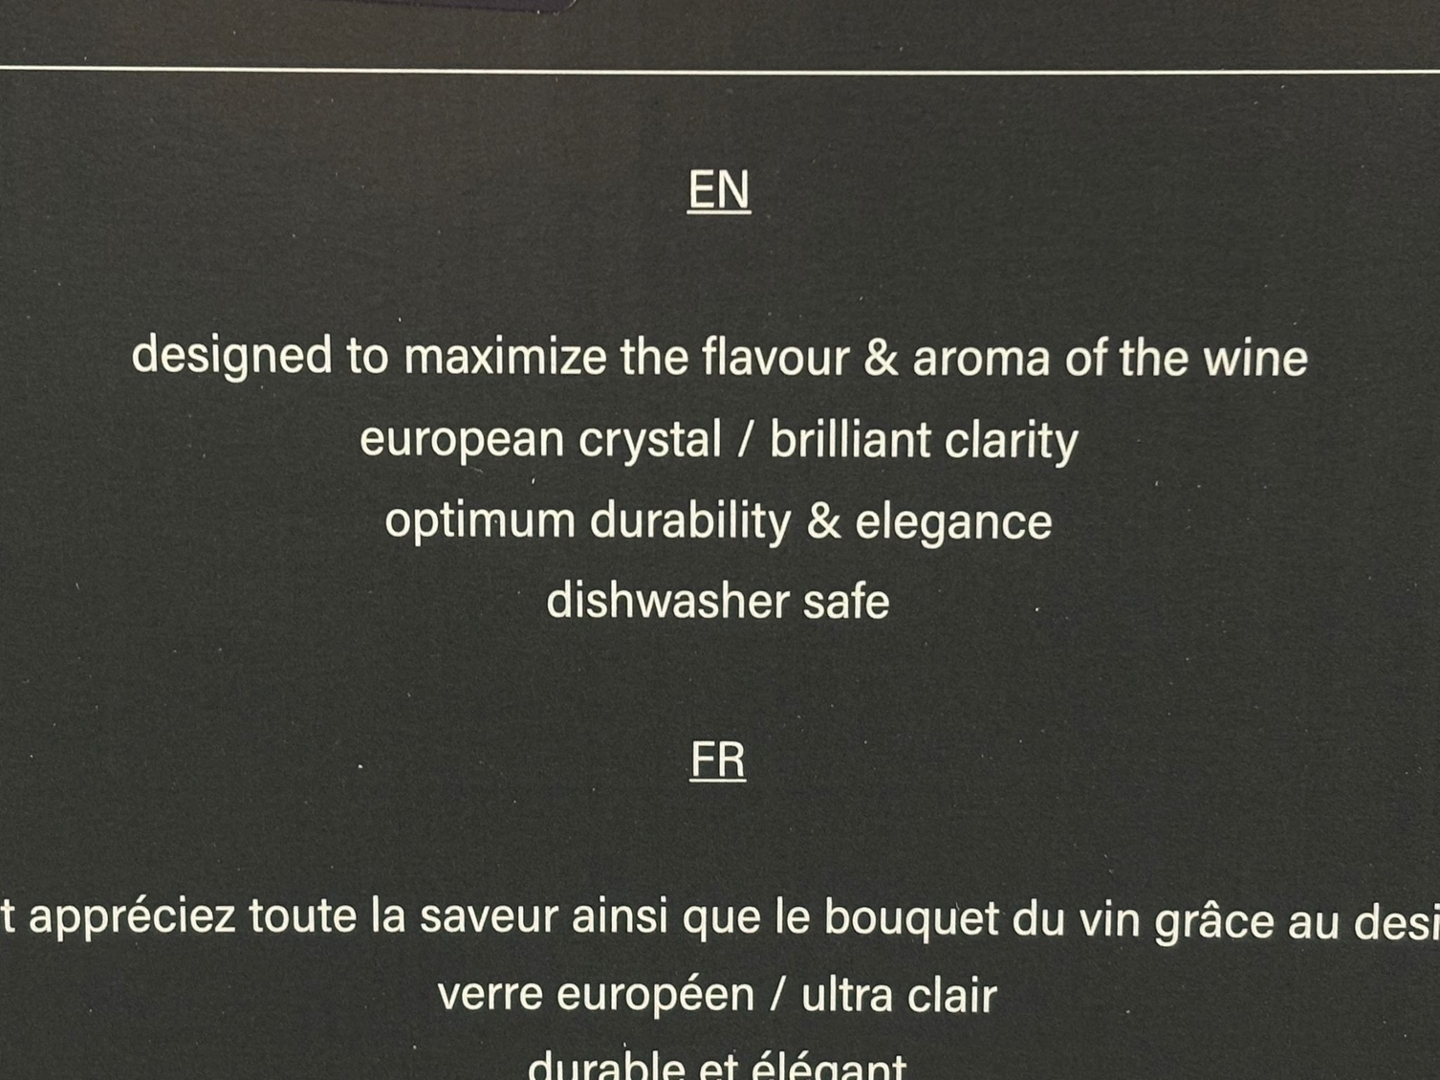 EN
designed to maximize the flavour & aroma of the wine
european crystal / brilliant clarity
optimum durability & elegance
dishwasher safe
FR
appréciez toute la saveur ainsi que le bouquet du vin grâce au
verre européen / ultra clair
durable et élégant